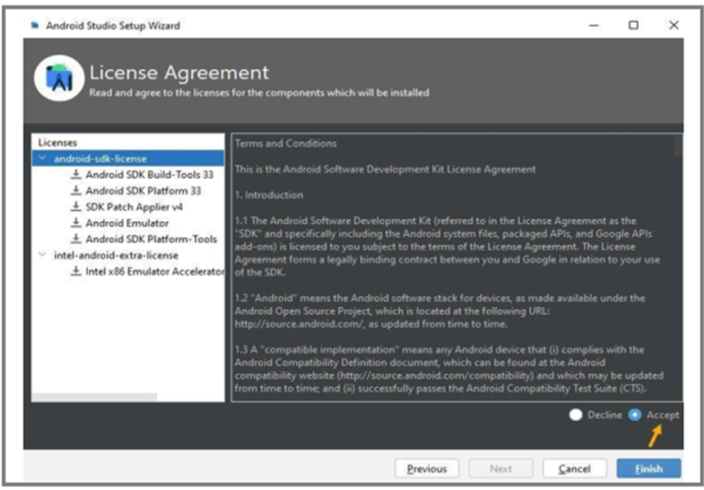 Android Studio Setup Wizard
License Agreement
Read and agree to the licenses for the components which will be installed
Licenses
android-sdk-license
Android SDK Build-Tools 33
Android SDK Platform 33
SDK Patch Applier v4
Android Emulator
Android SDK Platform-Tools
intel-android-extra-license
Intel x86 Emulator Accelerator
Terms and Conditions
This is the Android Software Development Kit License Agreement
1. Introduction
1.1 The Android Software Development Kit (referred to in the License Agreement as the
"SDK" and specifically including the Android system files, packaged APIs, and Google APIs
add-ons) is licensed to you subject to the terms of the License Agreement. The License
Agreement forms a legally binding contract between you and Google in relation to your use
of the SDK.
1.2 "Android" means the Android software stack for devices, as made available under the
Android Open Source Project, which is located at the following URL:
http://source.android.com/, as updated from time to time.
1.3 A "compatible implementation" means any Android device that (i) complies with the
Android Compatibility Definition document, which can be found at the Android
compatibility website (http://source.android.com/compatibility) and which may be updated
from time to time; and (ii) successfully passes the Android Compatibility Test Suite (CTS).
Decline Accept
Previous Next Cancel Finish